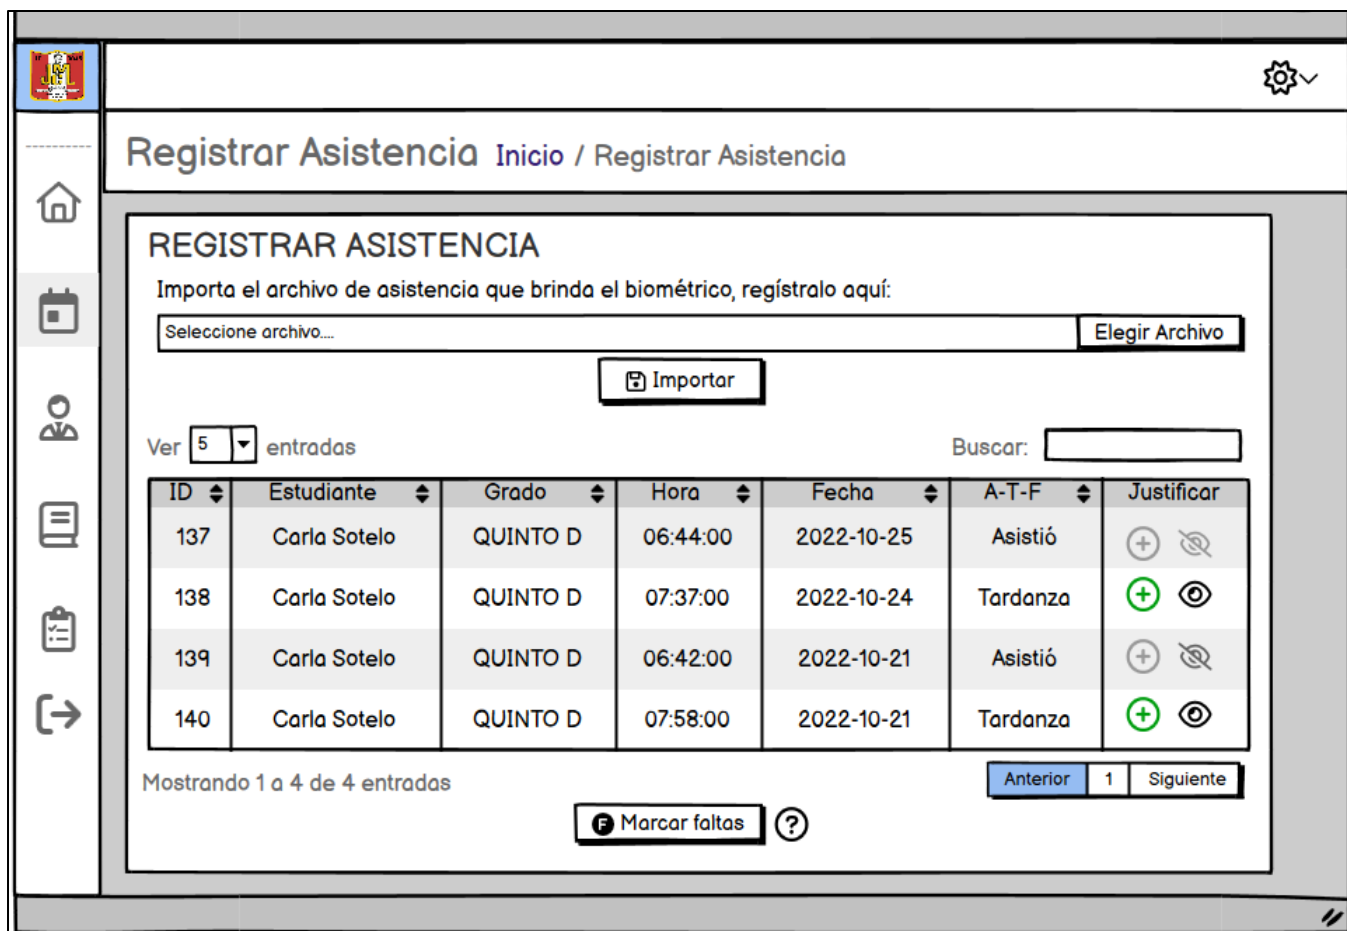 Registrar Asistencia Inicio / Registrar Asistencia
REGISTRAR ASISTENCIA
Importa el archivo de asistencia que brinda el biométrico, regístralo aquí:
Seleccione archivo.... Elegir Archivo
Importar
Ver 5 entradas Buscar:
ID Estudiante Grado Hora Fecha A-T-F Justificar
137 Carla Sotelo QUINTO D 06:44:00 2022-10-25 Asistió
138 Carla Sotelo QUINTO D 07:37:00 2022-10-24 Tardanza
139 Carla Sotelo QUINTO D 06:42:00 2022-10-21 Asistió
140 Carla Sotelo QUINTO D 07:58:00 2022-10-21 Tardanza
Mostrando 1 a 4 de 4 entradas Anterior 1 Siguiente
F Marcar faltas ?